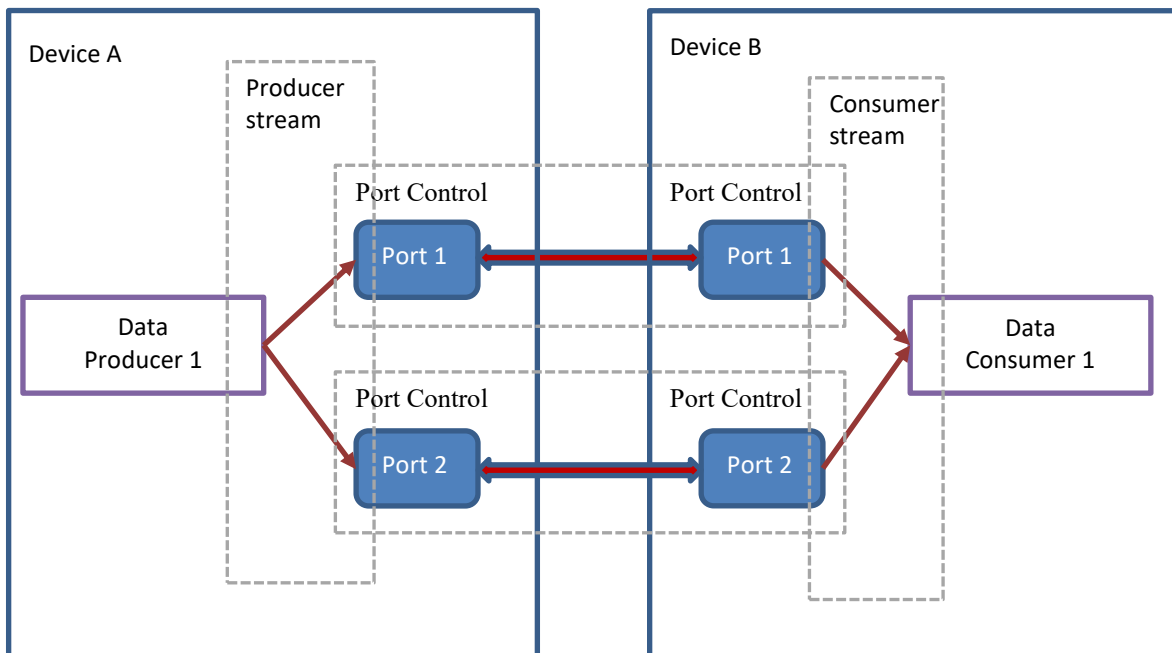 Device A
Device B
Producer
stream
Consumer
stream
Port Control
Port Control
Port 1
Port 1
Data
Producer 1
Data
Consumer 1
Port Control
Port Control
Port 2
Port 2